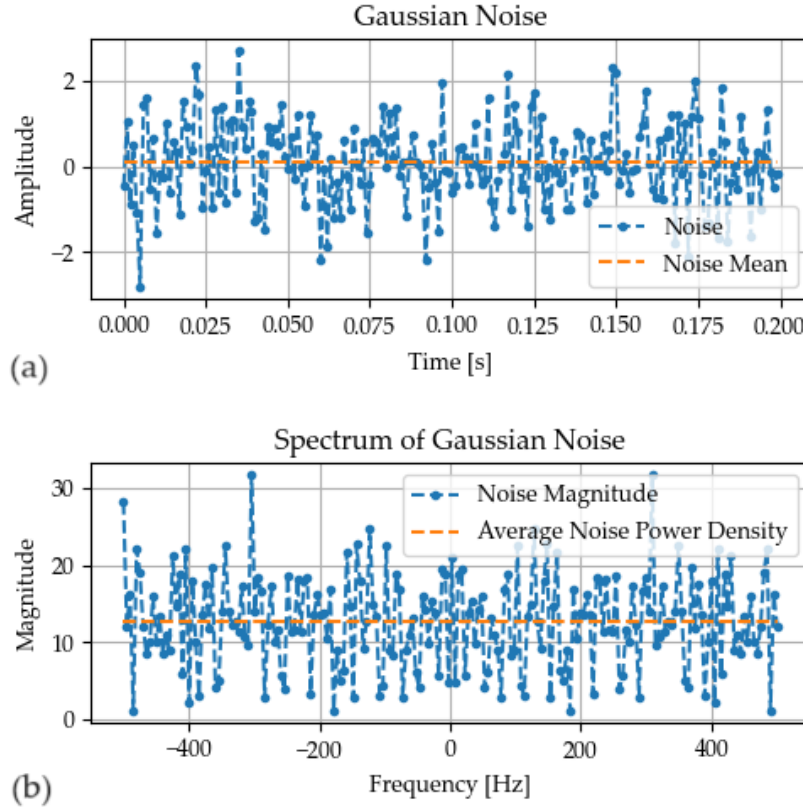 Gaussian Noise
2
0
−2
Amplitude
Noise
Noise Mean
0.000 0.025 0.050 0.075 0.100 0.125 0.150 0.175 0.200
Time [s]
(a)
Spectrum of Gaussian Noise
30
20
10
0
Magnitude
Noise Magnitude
Average Noise Power Density
−400 −200 0 200 400
Frequency [Hz]
(b)